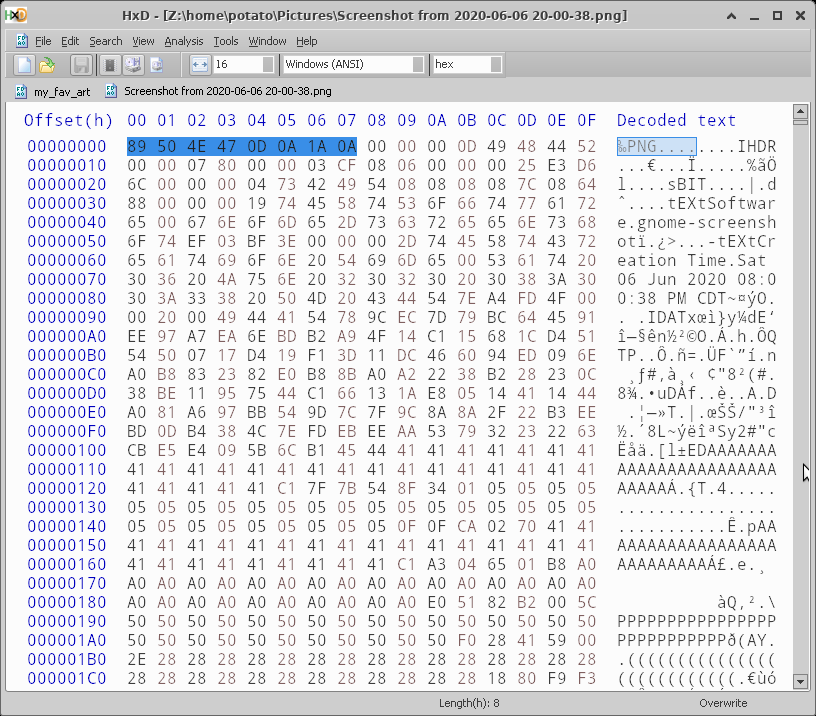 HxD - [Z:\home\potato\Pictures\Screenshot from 2020-06-06 20-00-38.png]
File Edit Search View Analysis Tools Window Help
16 Windows (ANSI) hex
my_fav_art Screenshot from 2020-06-06 20-00-38.png
Offset(h) 00 01 02 03 04 05 06 07 08 09 0A 0B 0C 0D 0E 0F Decoded text
00000000 89 50 4E 47 0D 0A 1A 0A 00 00 00 0D 49 48 44 52 ‰PNG........IHDR
00000010 00 00 07 80 00 00 03 CF 08 06 00 00 00 25 E3 D6 ...€...Ï.....%ãÖ
00000020 6C 00 00 00 04 73 42 49 54 08 08 08 08 7C 08 64 l....sBIT....|.d
00000030 88 00 00 00 19 74 45 58 74 53 6F 66 74 77 61 72 ˆ....tEXtSoftwar
00000040 65 00 67 6E 6F 6D 65 2D 73 63 72 65 65 6E 73 68 e.gnome-screensh
00000050 6F 74 EF 03 BF 3E 00 00 00 2D 74 45 58 74 43 72 otï.¿>...-tEXtCr
00000060 65 61 74 69 6F 6E 20 54 69 6D 65 00 53 61 74 20 eation Time.Sat
00000070 30 36 20 4A 75 6E 20 32 30 32 30 20 30 38 3A 30 06 Jun 2020 08:0
00000080 30 3A 33 38 20 50 4D 20 43 44 54 7E A4 FD 4F 00 0:38 PM CDT~¤ýO.
00000090 00 20 00 49 44 41 54 78 9C EC 7D 79 BC 64 45 91 . .IDATxœì}y¼dE‘
000000A0 EE 97 A7 EA 6E BD B2 A9 4F 14 C1 15 68 1C D4 51 î—§ên½²©O.Á.h.ÔQ
000000B0 54 50 07 17 D4 19 F1 3D 11 DC 46 60 94 ED 09 6E TP..Ô.ñ=.ÜF`”í.n
000000C0 A0 B8 83 23 82 E0 B8 8B A0 A2 22 38 B2 28 23 0C ¸ƒ#‚à¸‹ ¢"8²(#.
000000D0 38 BE 11 95 75 44 C1 66 13 1A E8 05 14 41 14 44 8¾.•uDÁf..è..A.D
000000E0 A0 81 A6 97 BB 54 9D 7C 7F 9C 8A 8A 2F 22 B3 EE .¦—»T.|.œŠŠ/"³î
000000F0 BD 0D B4 38 4C 7E FD EB EE AA 53 79 32 23 22 63 ½.´8L~ýëîªSy2#"c
00000100 CB E5 E4 09 5B 6C B1 45 44 41 41 41 41 41 41 41 Ëåä.[l±EDAAAAAAA
00000110 41 41 41 41 41 41 41 41 41 41 41 41 41 41 41 41 AAAAAAAAAAAAAAAA
00000120 41 41 41 41 41 C1 7F 7B 54 8F 34 01 05 05 05 05 AAAAAÁ.{T.4.....
00000130 05 05 05 05 05 05 05 05 05 05 05 05 05 05 05 05 ................
00000140 05 05 05 05 05 05 05 05 05 0F 0F CA 02 70 41 41 ...........Ê.pAA
00000150 41 41 41 41 41 41 41 41 41 41 41 41 41 41 41 41 AAAAAAAAAAAAAAAA
00000160 41 41 41 41 41 41 41 41 41 C1 A3 04 65 01 B8 A0 AAAAAAAAAÁ£.e.¸
00000170 A0 A0 A0 A0 A0 A0 A0 A0 A0 A0 A0 A0 A0 A0 A0 A0
00000180 A0 A0 A0 A0 A0 A0 A0 A0 A0 A0 E0 51 82 B2 00 5C àQ‚².\
00000190 50 50 50 50 50 50 50 50 50 50 50 50 50 50 50 50 PPPPPPPPPPPPPPPP
000001A0 50 50 50 50 50 50 50 50 50 50 50 F0 28 41 59 00 PPPPPPPPPPPð(AY.
000001B0 2E 28 28 28 28 28 28 28 28 28 28 28 28 28 28 28 .(((((((((((((((
000001C0 28 28 28 28 28 28 28 28 28 28 28 28 18 80 F9 F3 ((((((((((((.€ùó
Length(h): 8 Overwrite